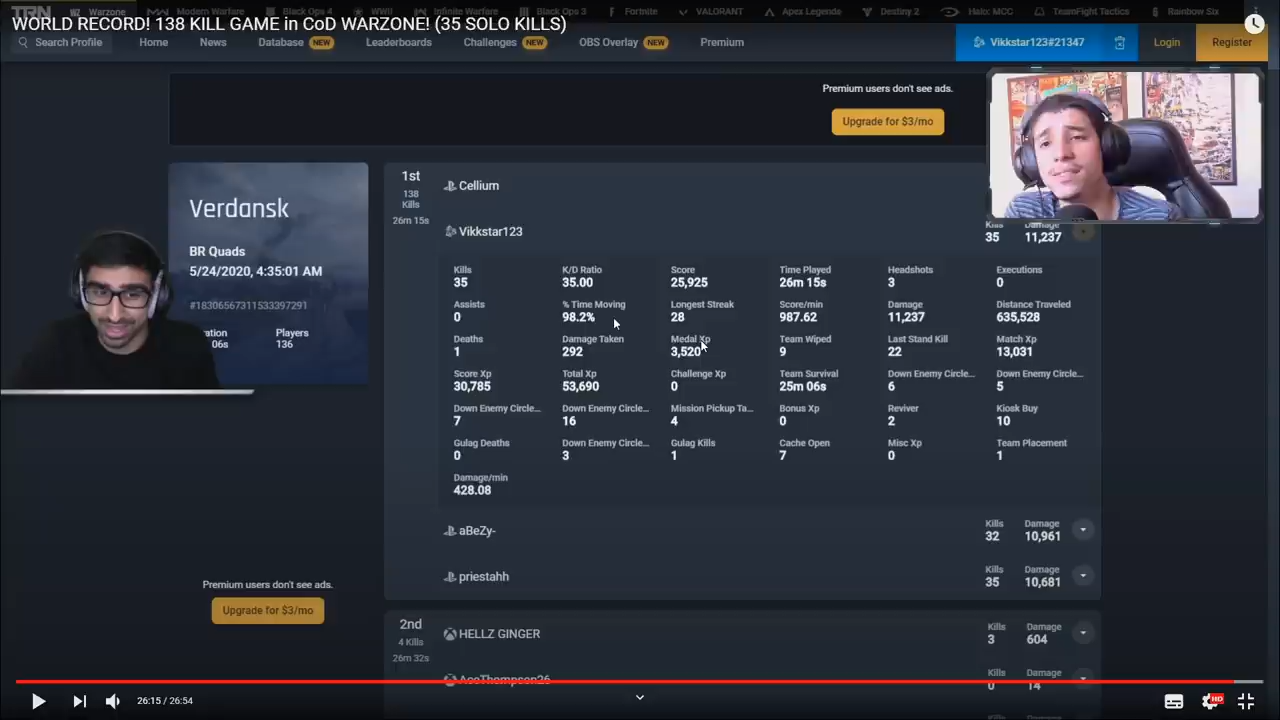 WORLD RECORD! 138 KILL GAME in CoD WARZONE! (35 SOLO KILLS)
TRN Warzone Modern Warfare Black Ops 4 WWII Infinite Warfare Black Ops 3 Fortnite VALORANT Apex Legends Destiny 2 Halo: MCC TeamFight Tactics Rainbow Six
Search Profile Home News Database NEW Leaderboards Challenges NEW OBS Overlay NEW Premium Vikkstar123#21347 Login Register
Premium users don't see ads.
Upgrade for $3/mo
Verdansk
BR Quads
5/24/2020, 4:35:01 AM
#18306567311533397291
Players
06s 136
Premium users don't see ads.
Upgrade for $3/mo
1st
138
Kills
26m 15s
Cellium
Vikkstar123
Kills Damage
35 11,237
Kills K/D Ratio Score Time Played Headshots Executions
35 35.00 25,925 26m 15s 3 0
Assists % Time Moving Longest Streak Score/min Damage Distance Traveled
0 98.2% 28 987.62 11,237 635,528
Deaths Damage Taken Medal Xp Team Wiped Last Stand Kill Match Xp
1 292 3,520 9 22 13,031
Score Xp Total Xp Challenge Xp Team Survival Down Enemy Circle... Down Enemy Circle...
30,785 53,690 0 25m 06s 6 5
Down Enemy Circle... Down Enemy Circle... Mission Pickup Ta... Bonus Xp Reviver Kiosk Buy
7 16 4 0 2 10
Gulag Deaths Down Enemy Circle... Gulag Kills Cache Open Misc Xp Team Placement
0 3 1 7 0 1
Damage/min
428.08
aBeZy-
Kills Damage
32 10,961
priestahh
Kills Damage
35 10,681
2nd
4 Kills
26m 32s
HELLZ GINGER
Kills Damage
3 604
AceThompson26
Kills Damage
0 14
26:15 / 26:54
HD